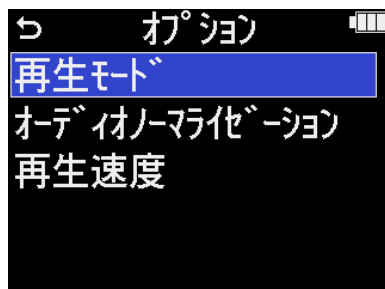 オプション
再生モード
オーディオノーマライゼーション
再生速度